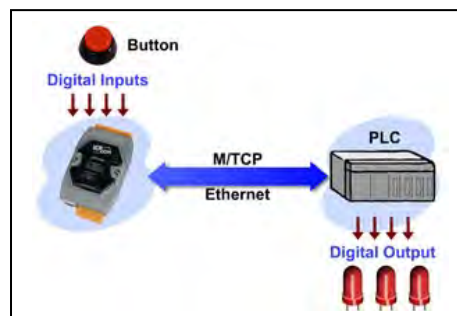 Button
Digital Inputs
M/TCP
Ethernet
PLC
Digital Output